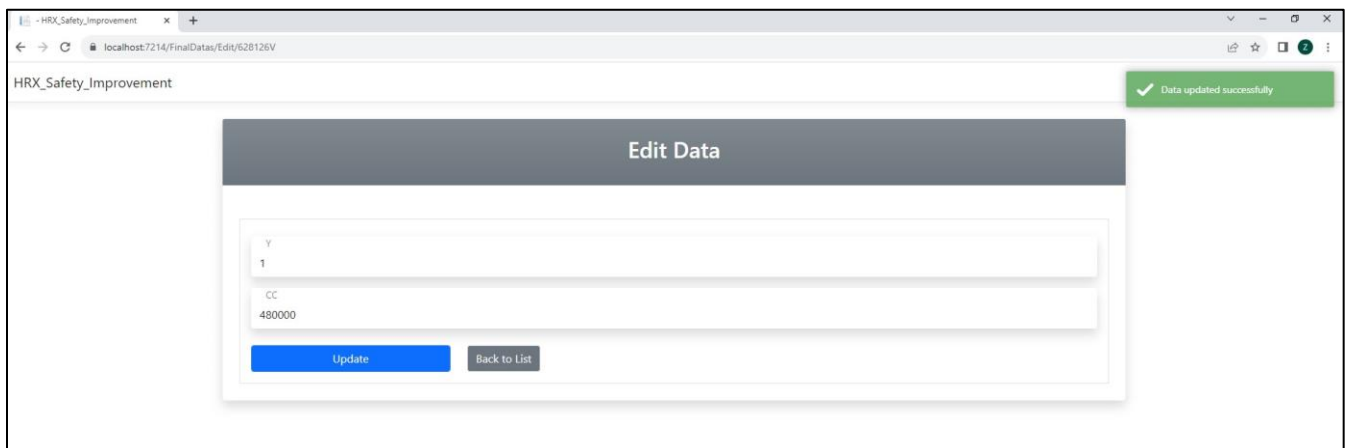 - HRX_Safety_Improvement
localhost:7214/FinalDatas/Edit/628126V
Z
HRX_Safety_Improvement
Data updated successfully
Edit Data
Y
1
CC
480000
Update Back to List